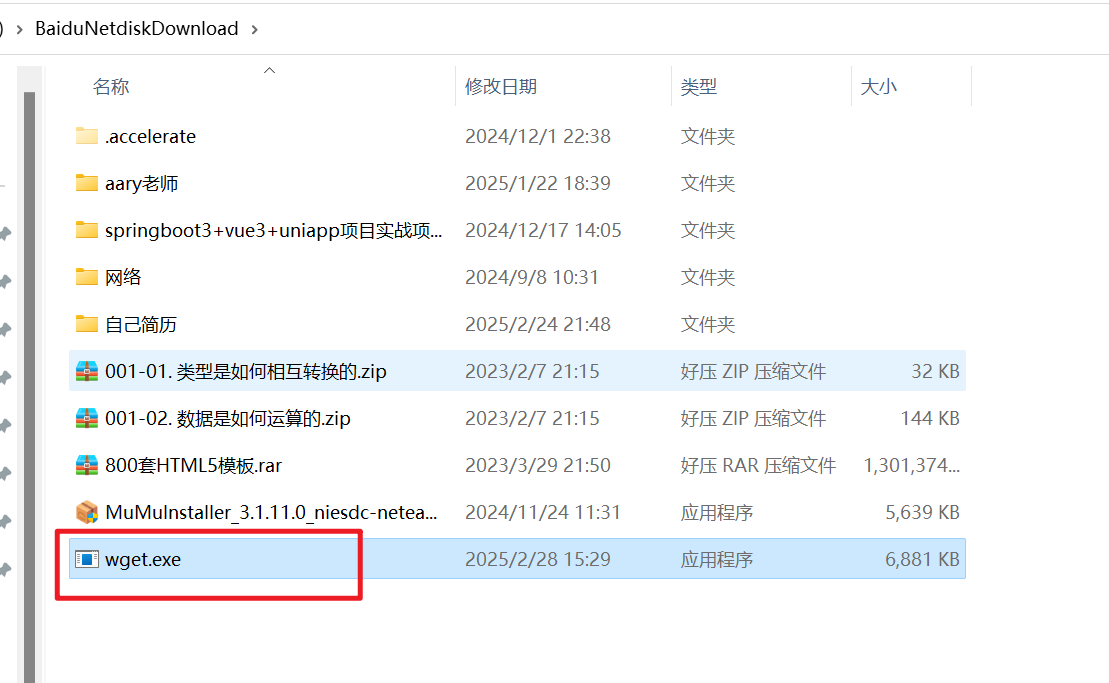 ) › BaiduNetdiskDownload ›
名称 修改日期 类型 大小
.accelerate 2024/12/1 22:38 文件夹
aary老师 2025/1/22 18:39 文件夹
springboot3+vue3+uniapp项目实战项... 2024/12/17 14:05 文件夹
网络 2024/9/8 10:31 文件夹
自己简历 2025/2/24 21:48 文件夹
001-01. 类型是如何相互转换的.zip 2023/2/7 21:15 好压 ZIP 压缩文件 32 KB
001-02. 数据是如何运算的.zip 2023/2/7 21:15 好压 ZIP 压缩文件 144 KB
800套HTML5模板.rar 2023/3/29 21:50 好压 RAR 压缩文件 1,301,374...
MuMuInstaller_3.1.11.0_niesdc-netea... 2024/11/24 11:31 应用程序 5,639 KB
wget.exe 2025/2/28 15:29 应用程序 6,881 KB